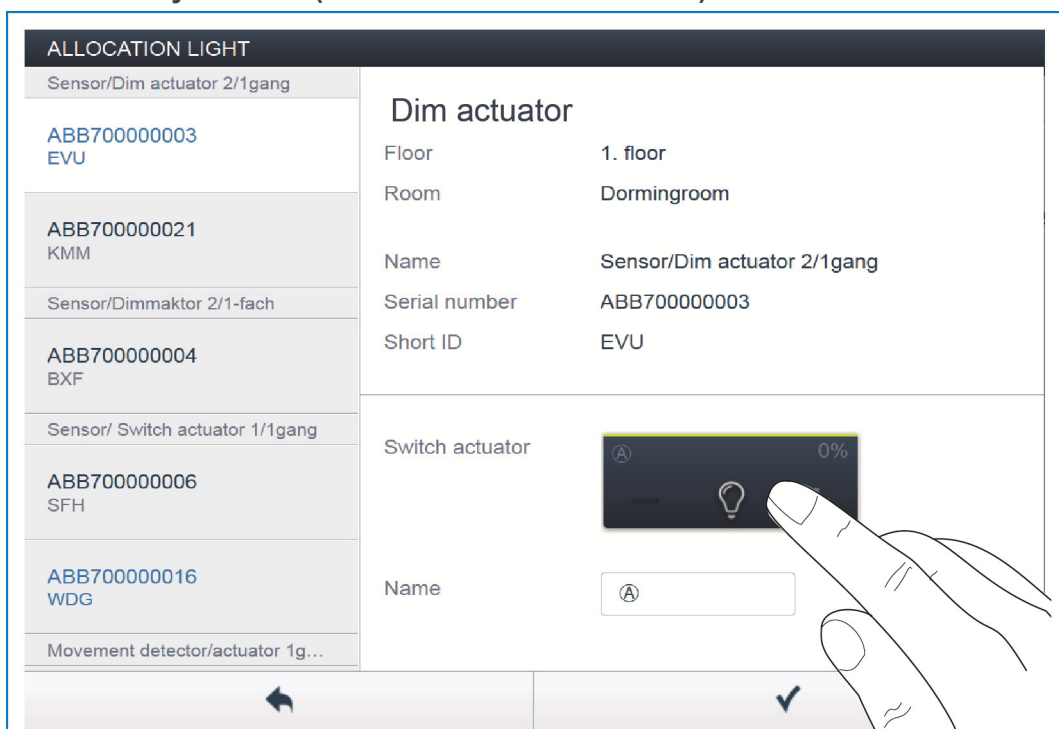 ALLOCATION LIGHT
Sensor/Dim actuator 2/1gang
ABB700000003
EVU
ABB700000021
KMM
Sensor/Dimmaktor 2/1-fach
ABB700000004
BXF
Sensor/ Switch actuator 1/1gang
ABB700000006
SFH
ABB700000016
WDG
Movement detector/actuator 1g...
Dim actuator
Floor 1. floor
Room Dormingroom
Name Sensor/Dim actuator 2/1gang
Serial number ABB700000003
Short ID EVU
Switch actuator
Ⓐ 0%
Name Ⓐ